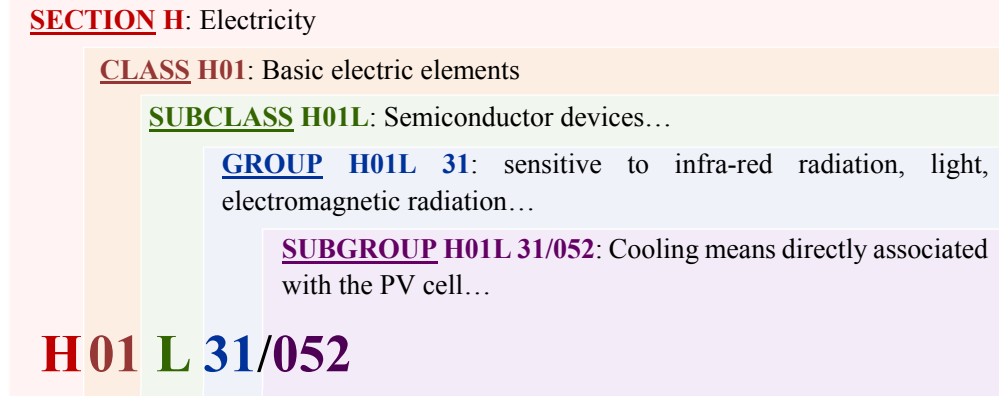 SECTION H: Electricity
CLASS H01: Basic electric elements
SUBCLASS H01L: Semiconductor devices…
GROUP H01L 31: sensitive to infra-red radiation, light,
electromagnetic radiation…
SUBGROUP H01L 31/052: Cooling means directly associated
with the PV cell…
H 01 L 31/052